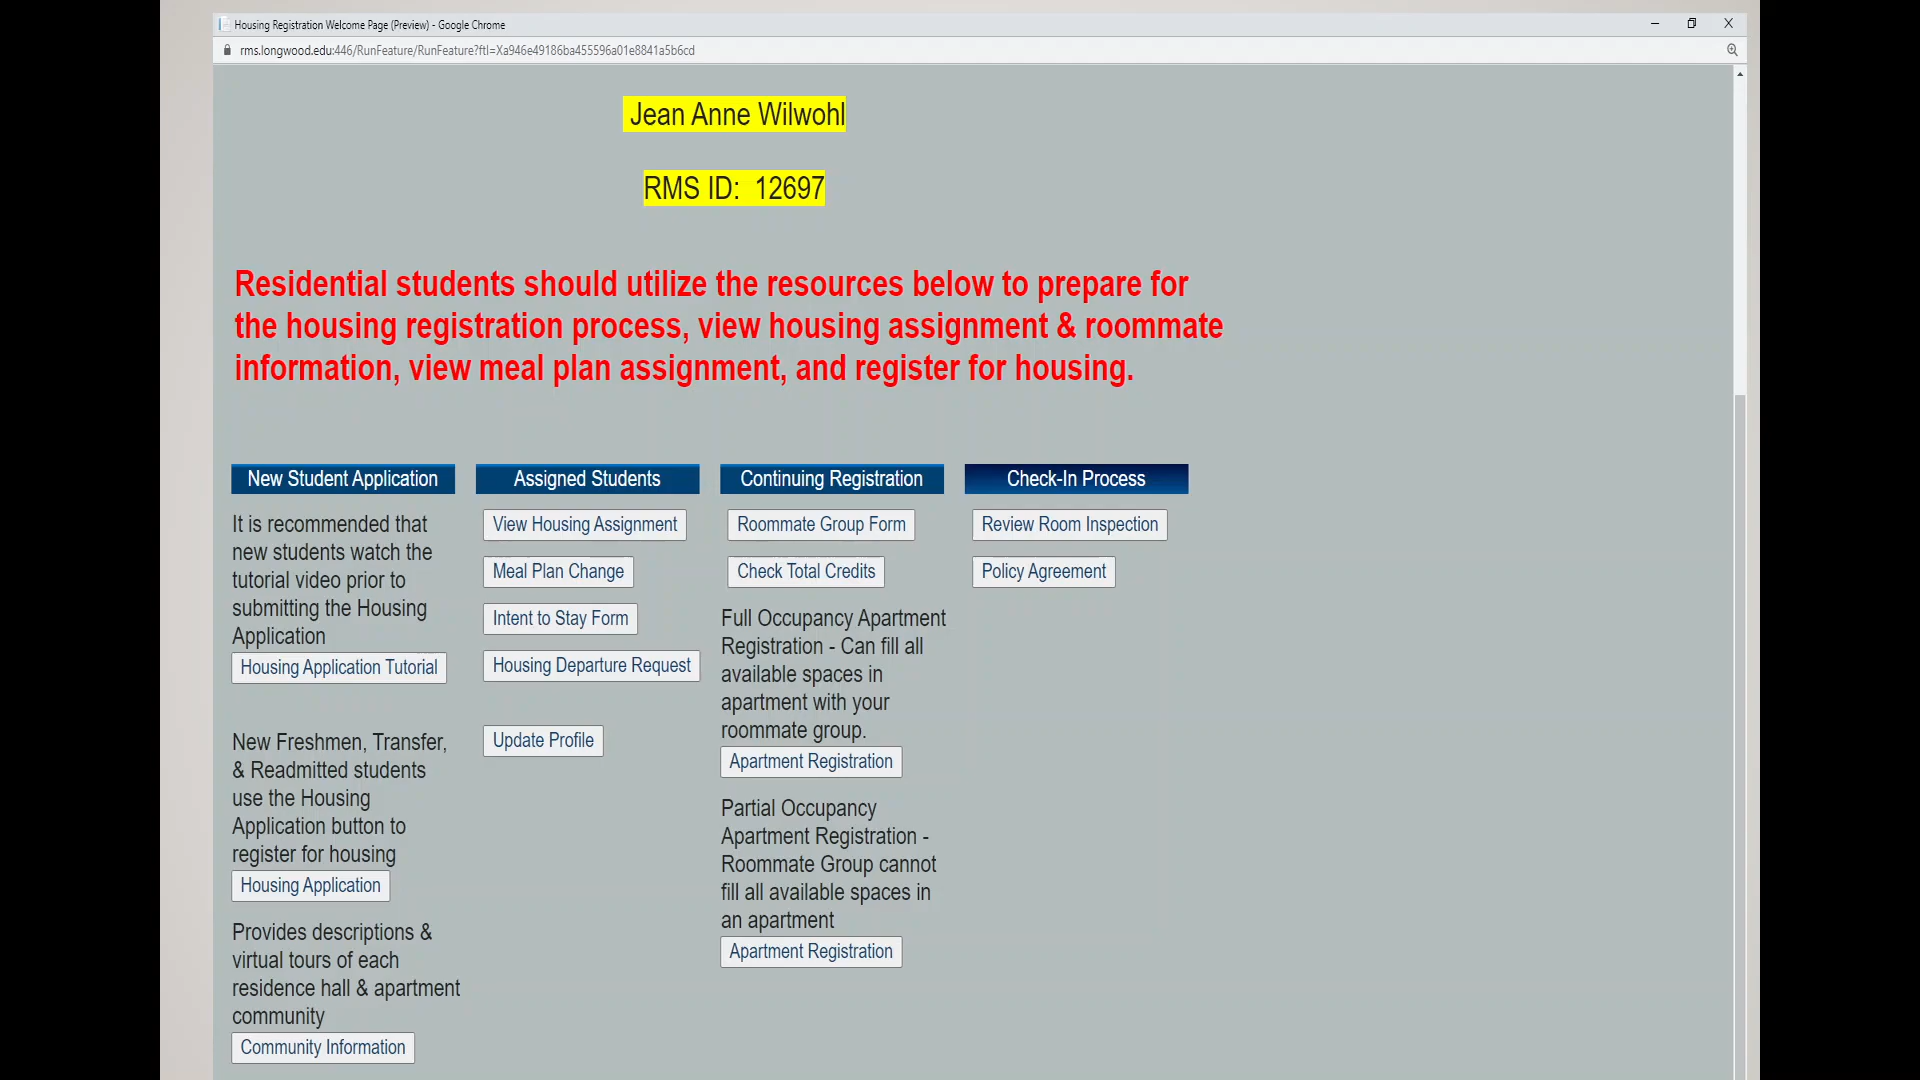 Housing Registration Welcome Page (Preview) - Google Chrome
rms.longwood.edu:446/RunFeature/RunFeature?ftI=Xa946e49186ba455596a01e8841a5b6cd
Jean Anne Wilwohl
RMS ID: 12697
Residential students should utilize the resources below to prepare for
the housing registration process, view housing assignment & roommate
information, view meal plan assignment, and register for housing.
New Student Application
It is recommended that
new students watch the
tutorial video prior to
submitting the Housing
Application
Housing Application Tutorial
New Freshmen, Transfer,
& Readmitted students
use the Housing
Application button to
register for housing
Housing Application
Provides descriptions &
virtual tours of each
residence hall & apartment
community
Community Information
Assigned Students
View Housing Assignment
Meal Plan Change
Intent to Stay Form
Housing Departure Request
Update Profile
Continuing Registration
Roommate Group Form
Check Total Credits
Full Occupancy Apartment
Registration - Can fill all
available spaces in
apartment with your
roommate group.
Apartment Registration
Partial Occupancy
Apartment Registration -
Roommate Group cannot
fill all available spaces in
an apartment
Apartment Registration
Check-In Process
Review Room Inspection
Policy Agreement